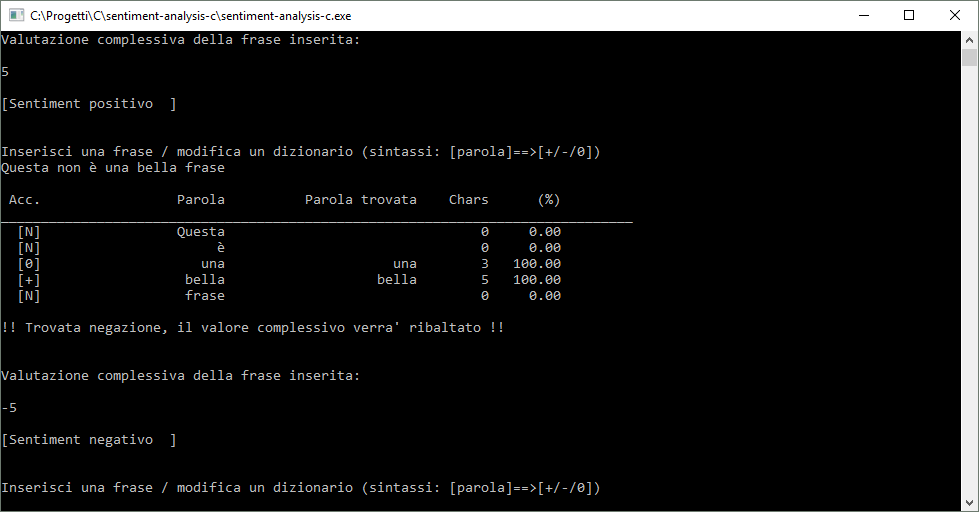 C:\Progetti\C\sentiment-analysis-c\sentiment-analysis-c.exe
Valutazione complessiva della frase inserita:
5
[Sentiment positivo  ]
Inserisci una frase / modifica un dizionario (sintassi: [parola]==>[+/-/0])
Questa non è una bella frase
Acc. Parola Parola trovata Chars (%)
[N] Questa 0 0.00
[N] è 0 0.00
[0] una una 3 100.00
[+] bella bella 5 100.00
[N] frase 0 0.00
!! Trovata negazione, il valore complessivo verra' ribaltato !!
Valutazione complessiva della frase inserita:
-5
[Sentiment negativo  ]
Inserisci una frase / modifica un dizionario (sintassi: [parola]==>[+/-/0])